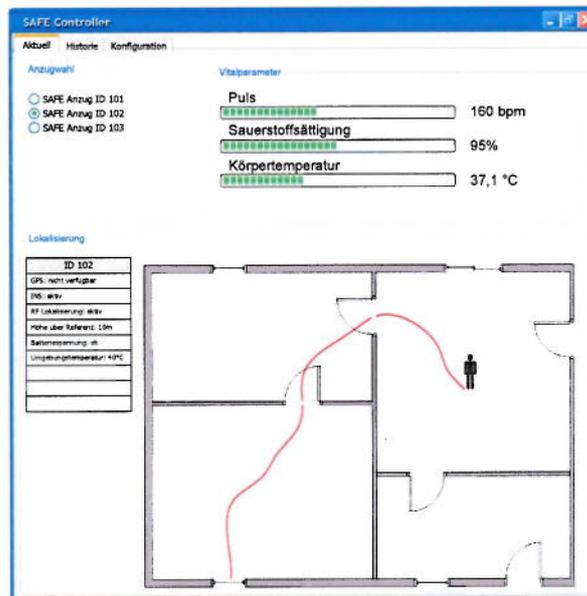 SAFE Controller
Aktuell Historie Konfiguration
Anzugwahl
SAFE Anzug ID 101
SAFE Anzug ID 102
SAFE Anzug ID 103
Vitalparameter
Puls
160 bpm
Sauerstoffsättigung
95%
Körpertemperatur
37,1 °C
Lokalisierung
ID 102
GPS: nicht verfügbar
INS: aktiv
RF Lokalisierung: aktiv
Höhe über Referenz: 10m
Batteriespannung: ok
Umgebungstemperatur: 40°C